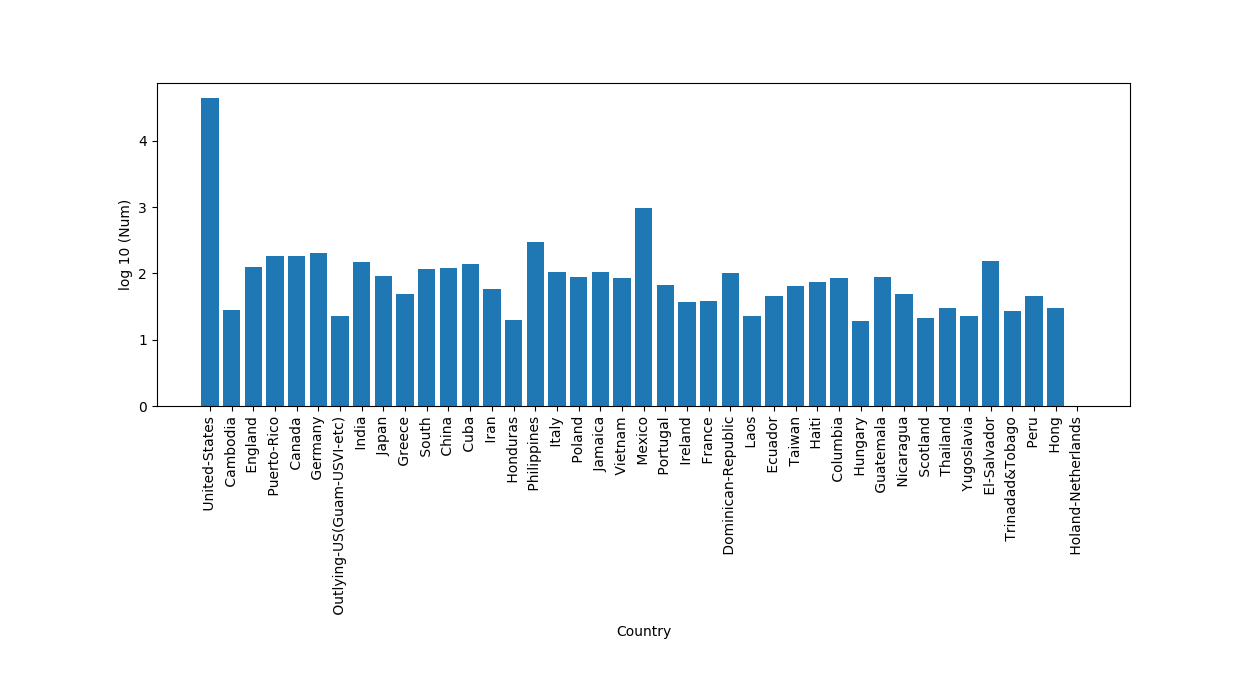 log 10 (Num)
4
3
2
1
0
United-States
Cambodia
England
Puerto-Rico
Canada
Germany
Outlying-US(Guam-USVI-etc)
India
Japan
Greece
South
China
Cuba
Iran
Honduras
Philippines
Italy
Poland
Jamaica
Vietnam
Mexico
Portugal
Ireland
France
Dominican-Republic
Laos
Ecuador
Taiwan
Haiti
Columbia
Hungary
Guatemala
Nicaragua
Scotland
Thailand
Yugoslavia
El-Salvador
Trinadad&Tobago
Peru
Hong
Holand-Netherlands
Country